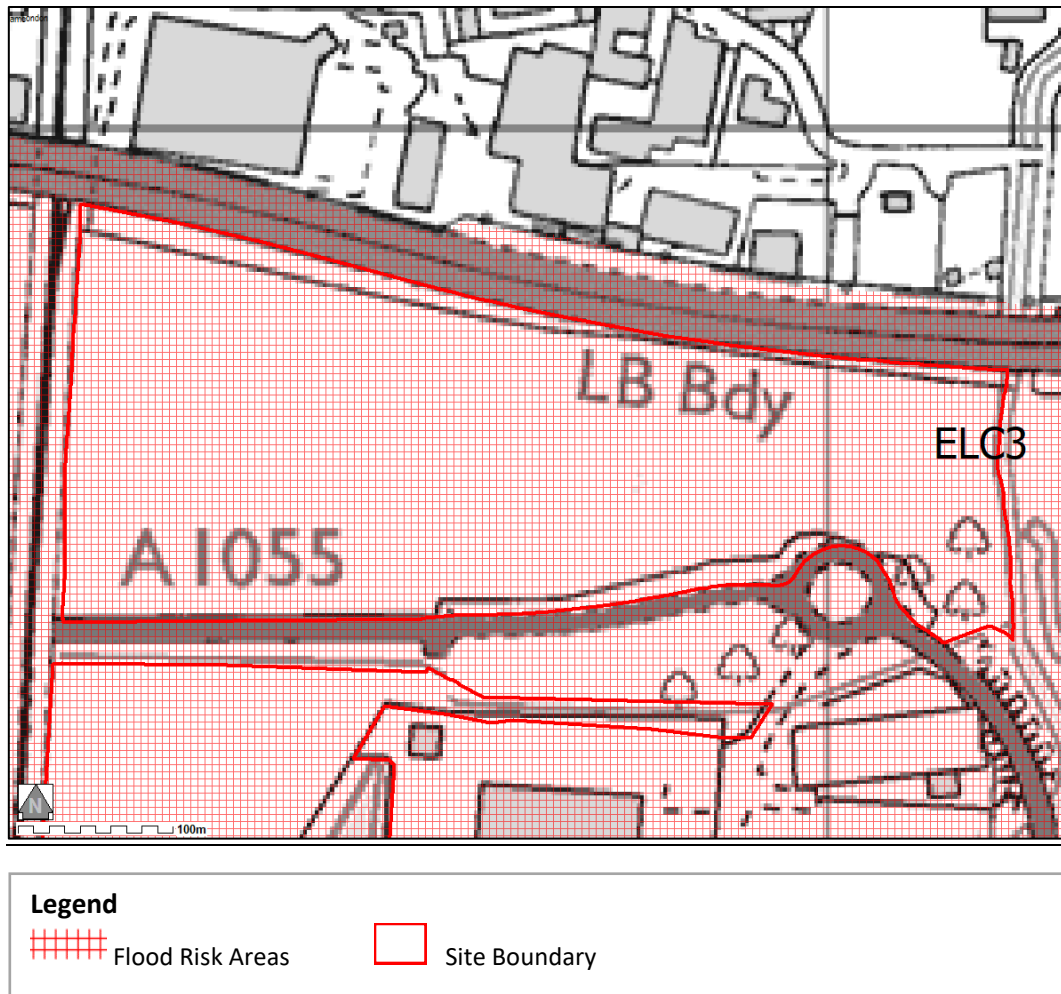 LB Bdy
ELC3
A1055
N
100m
Legend
Flood Risk Areas
Site Boundary